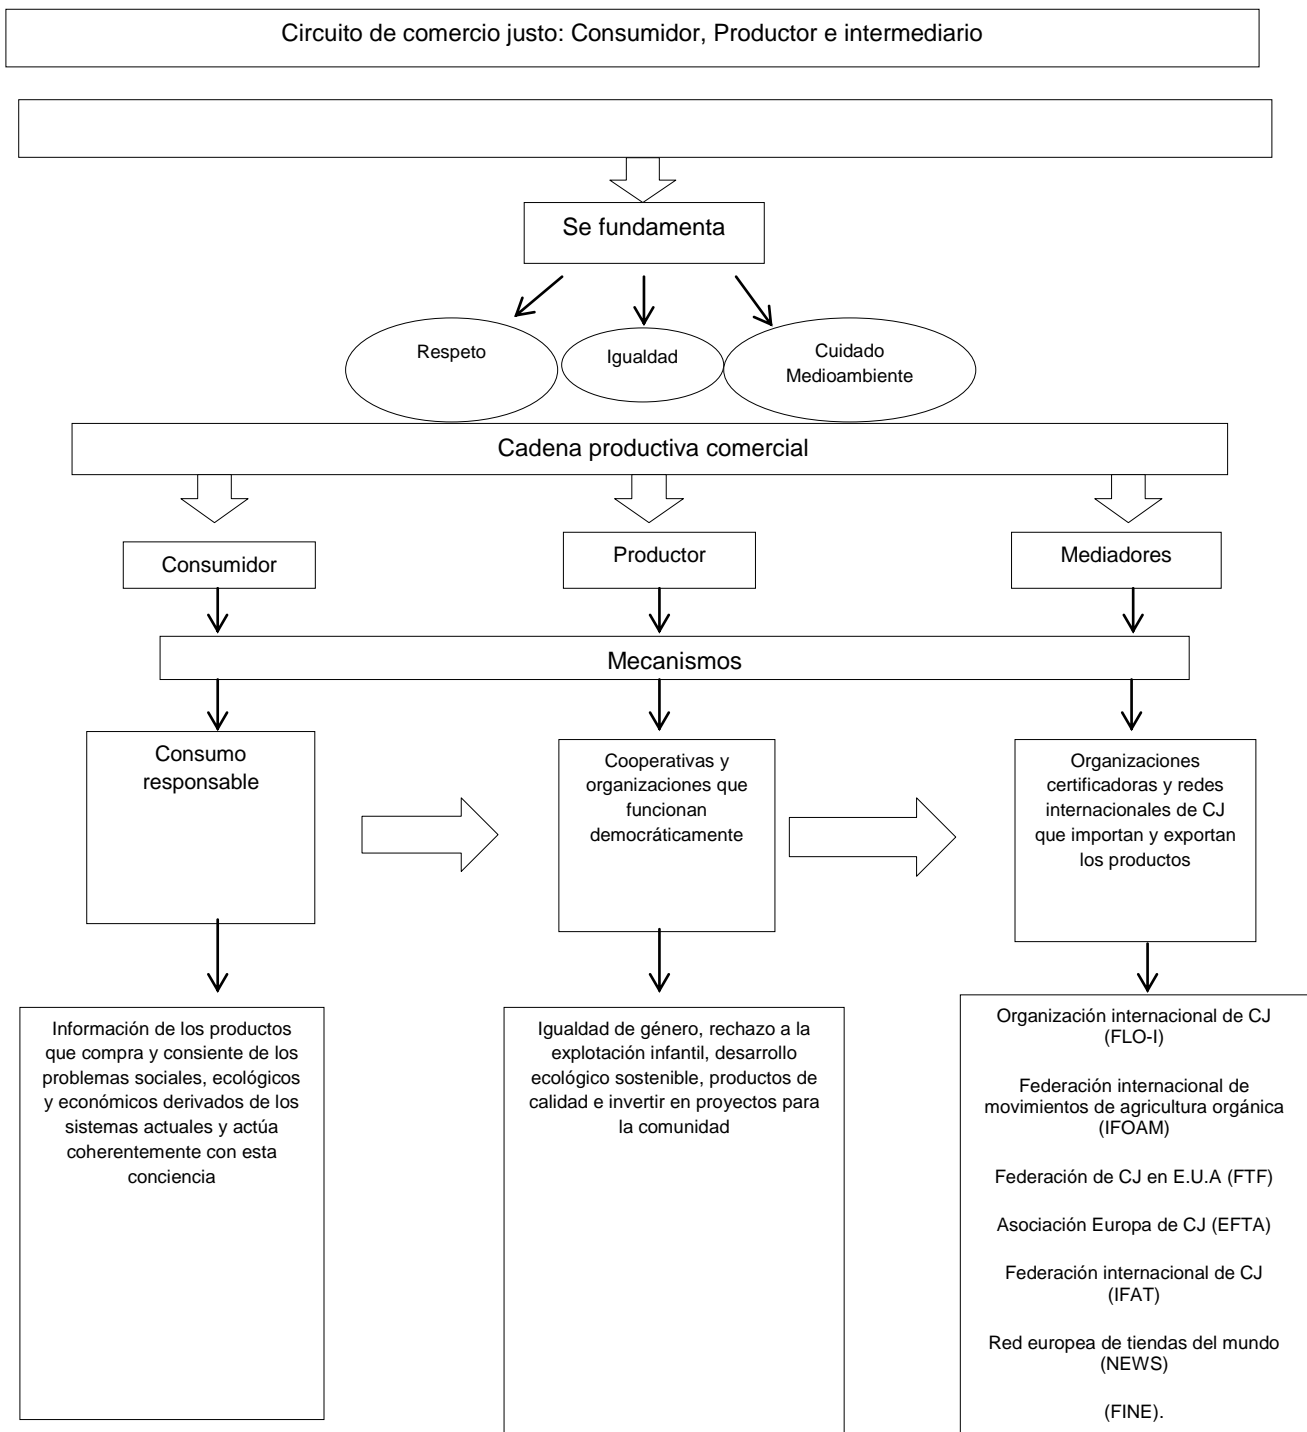 Circuito de comercio justo: Consumidor, Productor e intermediario
Se fundamenta
Respeto
Igualdad
Cuidado
Medioambiente
Cadena productiva comercial
Consumidor
Productor
Mediadores
Mecanismos
Consumo
responsable
Cooperativas y
organizaciones que
funcionan
democráticamente
Organizaciones
certificadoras y redes
internacionales de CJ
que importan y exportan
los productos
Información de los productos
que compra y consiente de los
problemas sociales, ecológicos
y económicos derivados de los
sistemas actuales y actúa
coherentemente con esta
conciencia
Igualdad de género, rechazo a la
explotación infantil, desarrollo
ecológico sostenible, productos de
calidad e invertir en proyectos para
la comunidad
Organización internacional de CJ
(FLO-I)
Federación internacional de
movimientos de agricultura orgánica
(IFOAM)
Federación de CJ en E.U.A (FTF)
Asociación Europa de CJ (EFTA)
Federación internacional de CJ
(IFAT)
Red europea de tiendas del mundo
(NEWS)
(FINE).